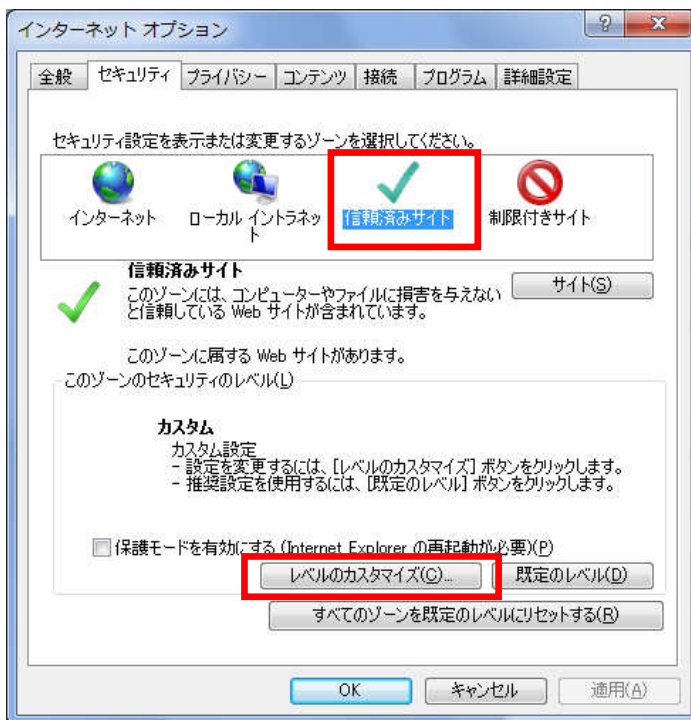 インターネット オプション
全般 セキュリティ プライバシー コンテンツ 接続 プログラム 詳細設定
セキュリティ設定を表示または変更するゾーンを選択してください。
インターネット ローカル イントラネット 信頼済みサイト 制限付きサイト
信頼済みサイト
このゾーンには、コンピューターやファイルに損害を与えない
と信頼している Web サイトが含まれています。
サイト(S)
このゾーンに属する Web サイトがあります。
このゾーンのセキュリティのレベル(L)
カスタム
カスタム設定
- 設定を変更するには、[レベルのカスタマイズ] ボタンをクリックします。
- 推奨設定を使用するには、[既定のレベル] ボタンをクリックします。
保護モードを有効にする (Internet Explorer の再起動が必要)(P)
レベルのカスタマイズ(C)... 既定のレベル(D)
すべてのゾーンを既定のレベルにリセットする(R)
OK キャンセル 適用(A)